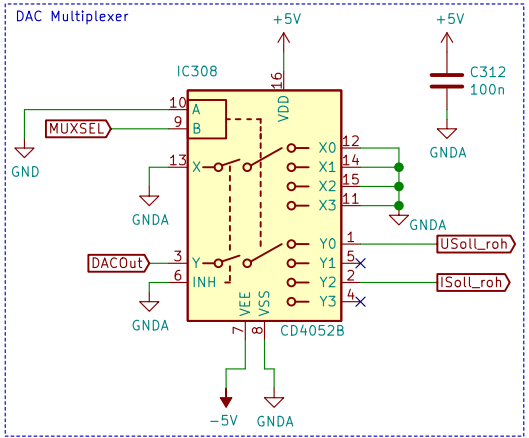 DAC Multiplexer
+5V
+5V
IC308
C312
100n
GNDA
16
VDD
10
A
MUXSEL
9
B
GND
13
X
GNDA
X0
12
X1
14
X2
15
X3
11
GNDA
DACOut
3
Y
6
INH
GNDA
Y0
1
USoll_roh
Y1
5
Y2
2
ISoll_roh
Y3
4
VEE
VSS
7
8
CD4052B
-5V
GNDA